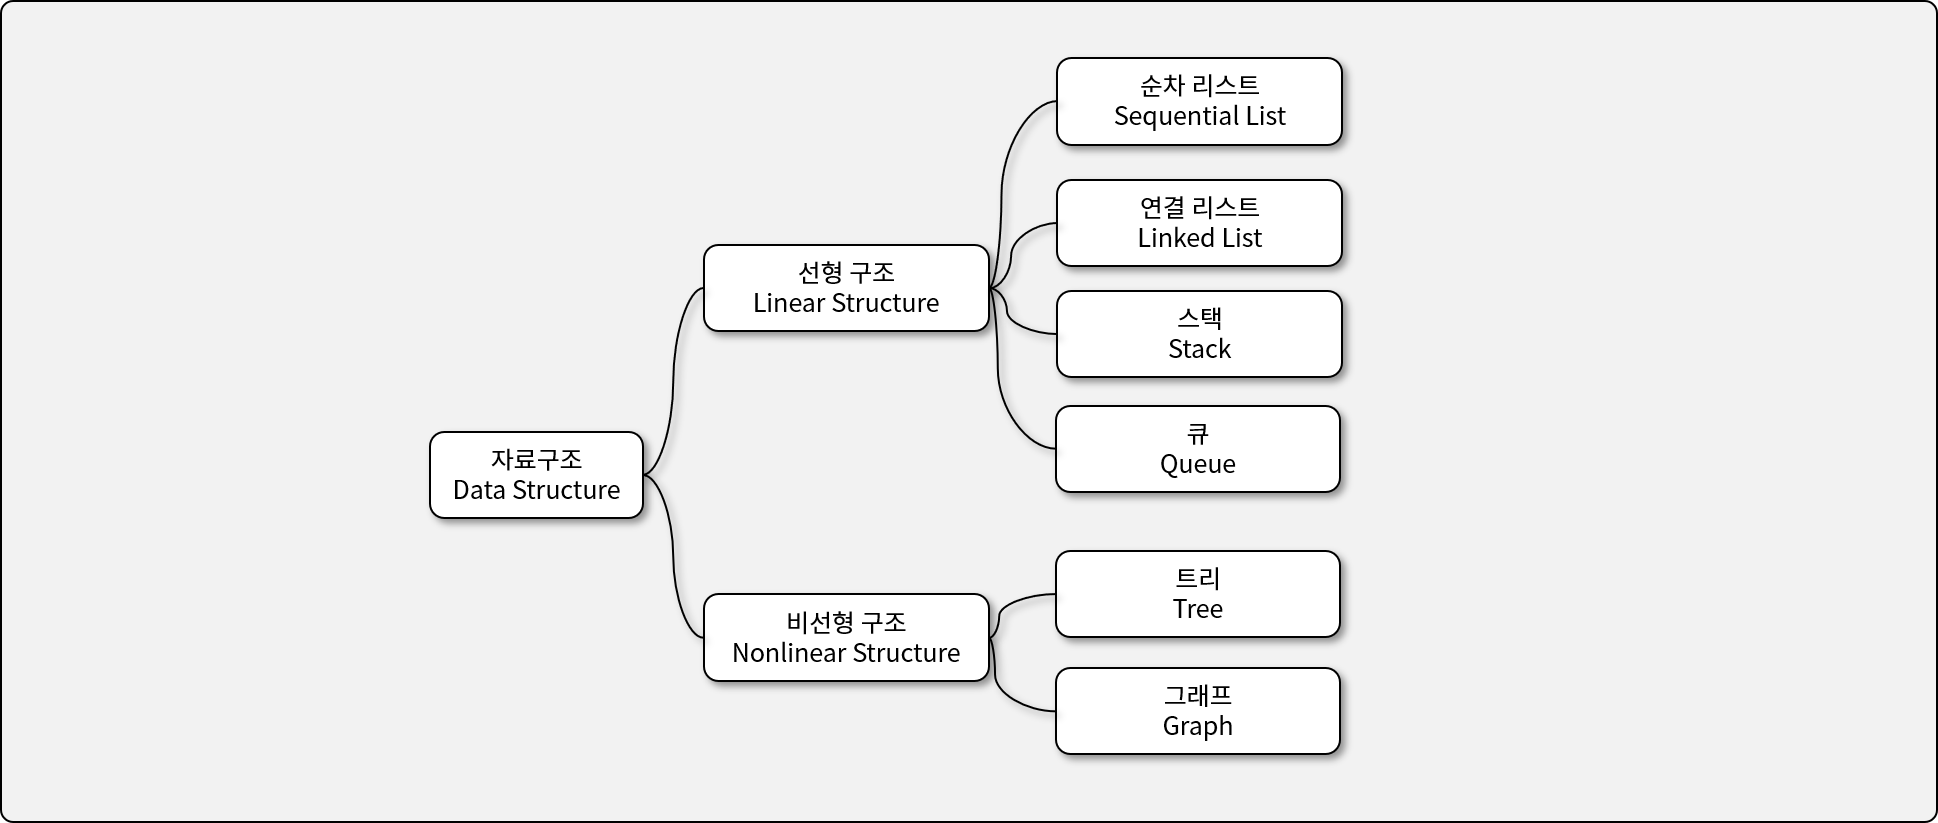 자료구조
Data Structure
선형 구조
Linear Structure
순차 리스트
Sequential List
연결 리스트
Linked List
스택
Stack
큐
Queue
비선형 구조
Nonlinear Structure
트리
Tree
그래프
Graph